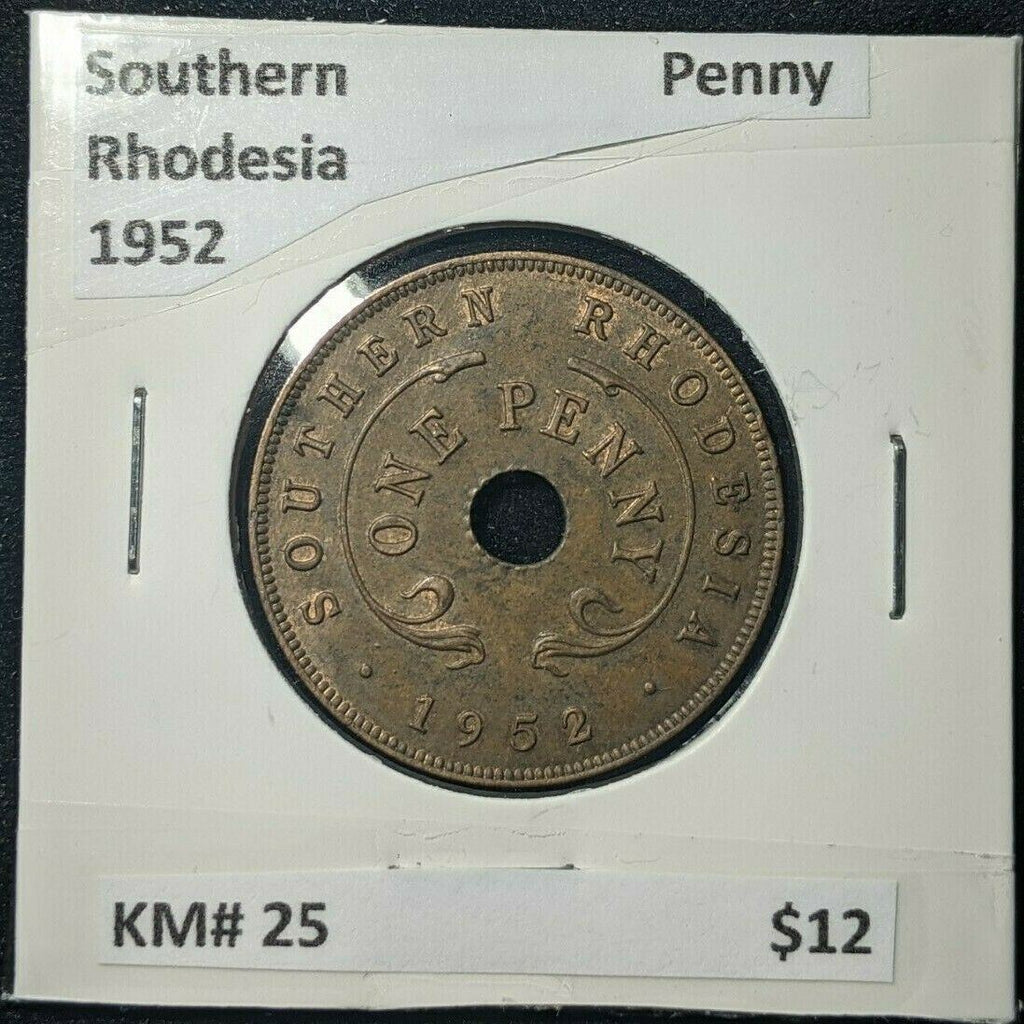 Southern Penny
Rhodesia
1952
SOUTHERN RHODESIA
ONE PENNY
· 1952 ·
KM# 25 $12